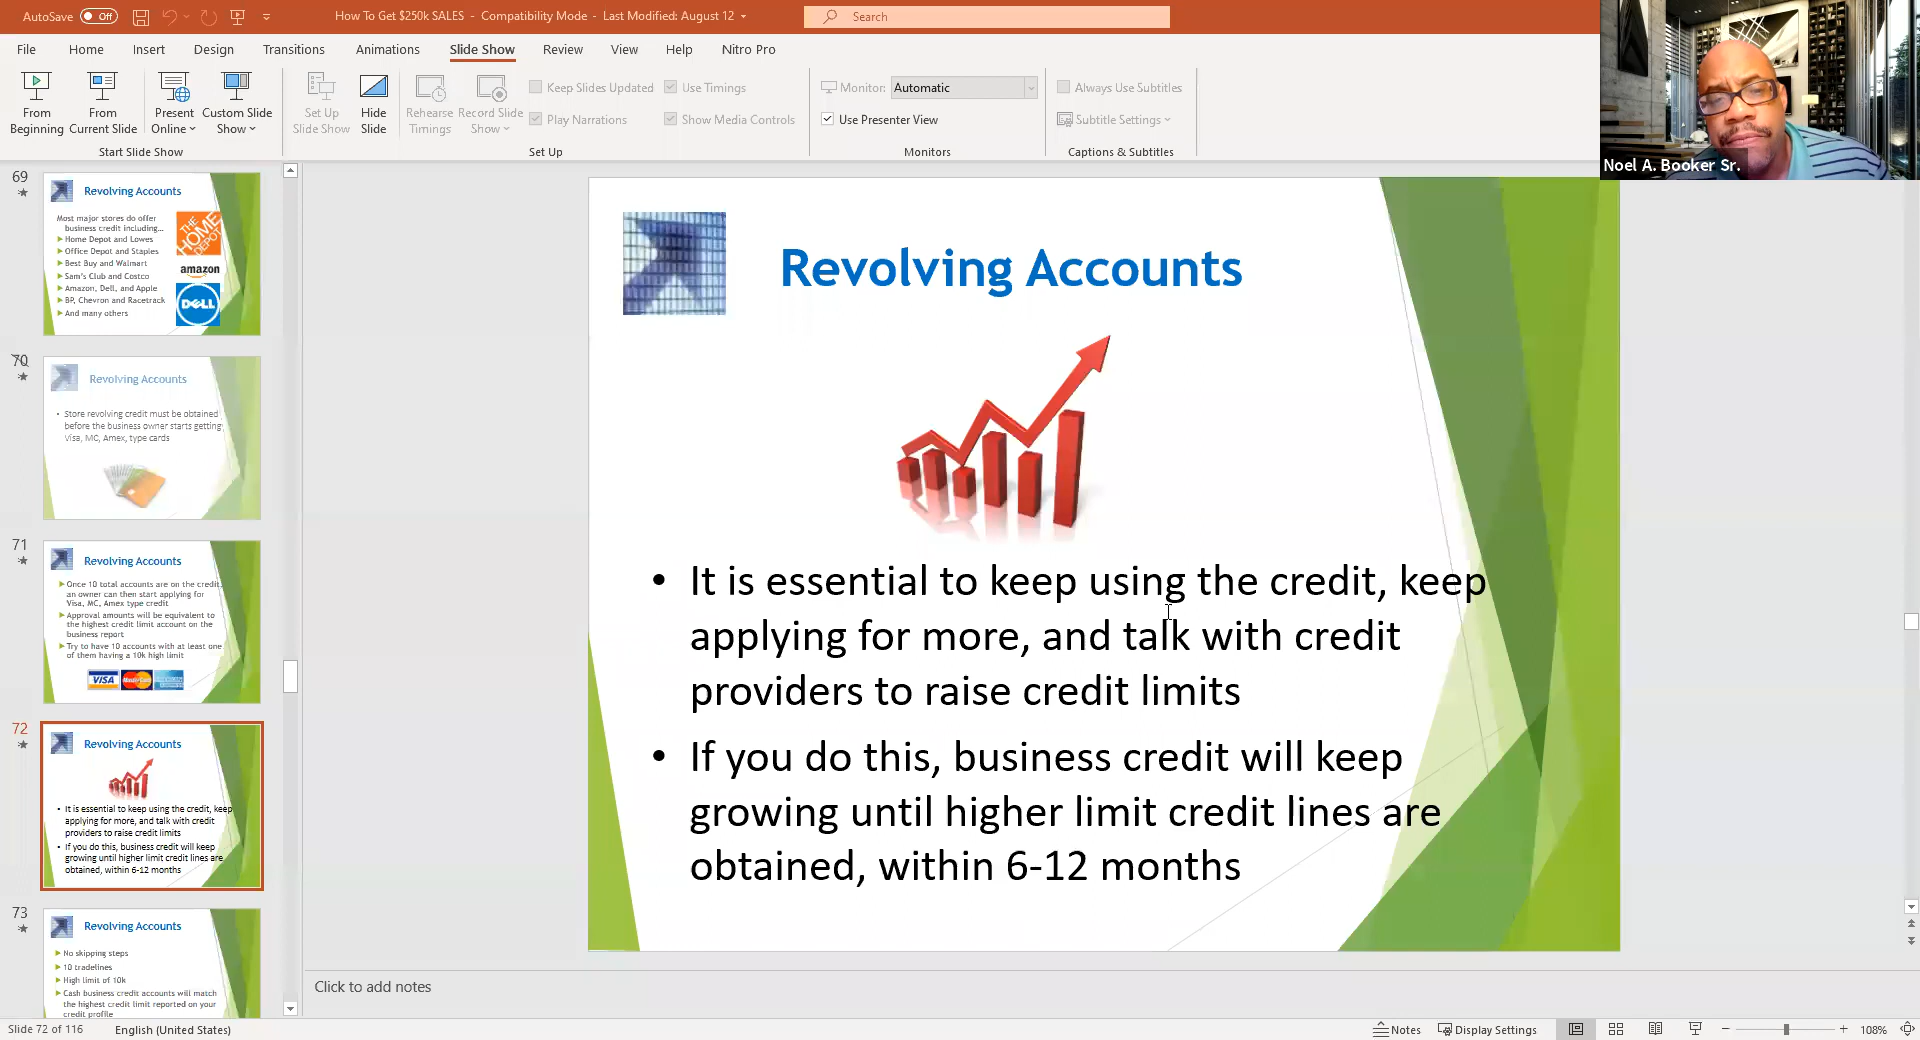 AutoSave Off How To Get $250k SALES - Compatibility Mode - Last Modified: August 12 Search
File Home Insert Design Transitions Animations Slide Show Review View Help Nitro Pro
From Beginning
From Current Slide
Present Online
Custom Slide Show
Start Slide Show
Set Up Slide Show
Hide Slide
Rehearse Timings
Record Slide Show
Keep Slides Updated
Use Timings
Play Narrations
Show Media Controls
Set Up
Monitor: Automatic
Use Presenter View
Monitors
Always Use Subtitles
Subtitle Settings
Captions & Subtitles
Noel A. Booker Sr.
69
Revolving Accounts
Most major stores do offer
business credit including...
Home Depot and Lowes
Office Depot and Staples
Best Buy and Walmart
Sam's Club and Costco
Amazon, Dell, and Apple
BP, Chevron and Racetrack
And many others
THE HOME DEPOT
amazon
DELL
70
Revolving Accounts
• Store revolving credit must be obtained
before the business owner starts getting
Visa, MC, Amex, type cards
71
Revolving Accounts
Once 10 total accounts are on the credit,
an owner can then start applying for
Visa, MC, Amex type credit
Approval amounts will be equivalent to
the highest credit limit account on the
business report
Try to have 10 accounts with at least one
of them having a 10k high limit
VISA MasterCard
72
Revolving Accounts
• It is essential to keep using the credit, keep
applying for more, and talk with credit
providers to raise credit limits
• If you do this, business credit will keep
growing until higher limit credit lines are
obtained, within 6-12 months
73
Revolving Accounts
No skipping steps
10 tradelines
High limit of 10k
Cash business credit accounts will match
the highest credit limit reported on your
credit profile
Revolving Accounts
• It is essential to keep using the credit, keep
applying for more, and talk with credit
providers to raise credit limits
• If you do this, business credit will keep
growing until higher limit credit lines are
obtained, within 6-12 months
Click to add notes
Slide 72 of 116 English (United States) Notes Display Settings 108%